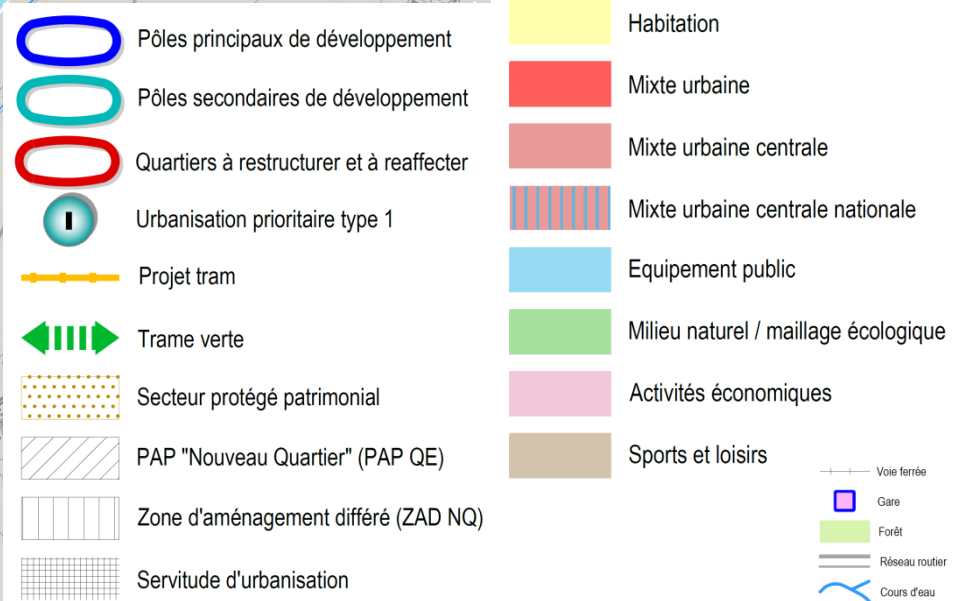 Pôles principaux de développement
Pôles secondaires de développement
Quartiers à restructurer et à reaffecter
I
Urbanisation prioritaire type 1
Projet tram
Trame verte
Secteur protégé patrimonial
PAP "Nouveau Quartier" (PAP QE)
Zone d'aménagement différé (ZAD NQ)
Servitude d'urbanisation
Habitation
Mixte urbaine
Mixte urbaine centrale
Mixte urbaine centrale nationale
Equipement public
Milieu naturel / maillage écologique
Activités économiques
Sports et loisirs
Voie ferrée
Gare
Forêt
Réseau routier
Cours d'eau